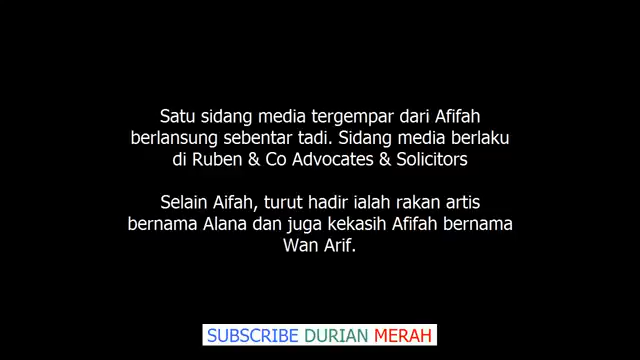 Satu sidang media tergempar dari Afifah
berlansung sebentar tadi. Sidang media berlaku
di Ruben & Co Advocates & Solicitors
Selain Aifah, turut hadir ialah rakan artis
bernama Alana dan juga kekasih Afifah bernama
Wan Arif.
SUBSCRIBE DURIAN MERAH